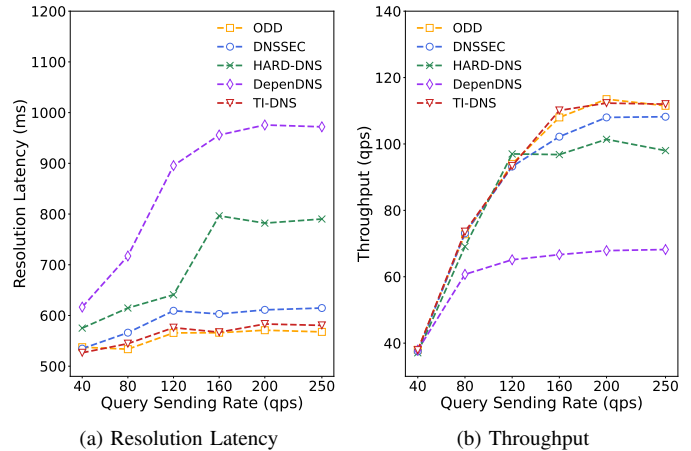 1200
1100
1000
900
800
700
600
500
Resolution Latency (ms)
ODD
DNSSEC
HARD-DNS
DepenDNS
TI-DNS
40 80 120 160 200 250
Query Sending Rate (qps)
(a) Resolution Latency
140
120
100
80
60
40
Throughput (qps)
ODD
DNSSEC
HARD-DNS
DepenDNS
TI-DNS
40 80 120 160 200 250
Query Sending Rate (qps)
(b) Throughput